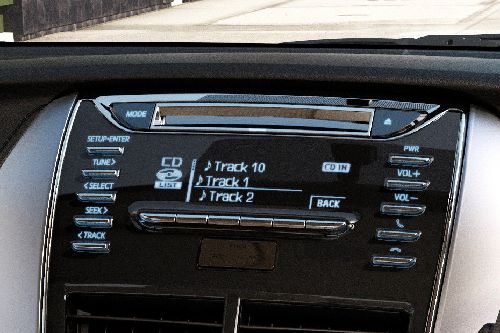 MODE
SETUP•ENTER
TUNE>
<SELECT
SEEK>
<TRACK
CD
2
LIST
♪Track 10
CD IN
♪Track 1
♪Track 2
BACK
PWR
VOL+
VOL−